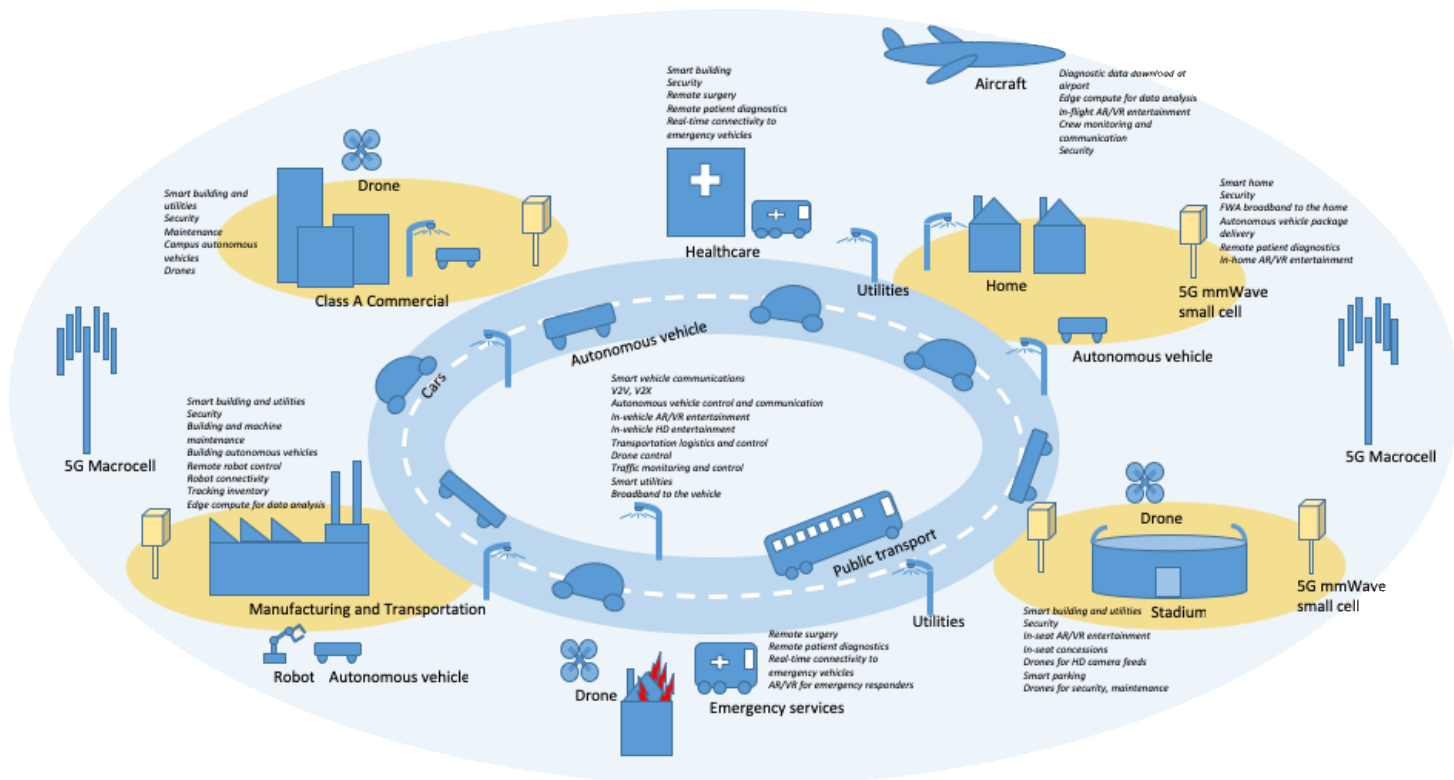 Smart building
Security
Remote surgery
Remote patient diagnostics
Real-time connectivity to
emergency vehicles
Healthcare
Aircraft
Diagnostic data download at
airport
Edge compute for data analysis
In-flight AR/VR entertainment
Crew monitoring and
communication
Security
Drone
Smart building and
utilities
Security
Maintenance
Campus autonomous
vehicles
Drones
Class A Commercial
Utilities
Home
Smart home
Security
FWA broadband to the home
Autonomous vehicle package
delivery
Remote patient diagnostics
In-home AR/VR entertainment
5G mmWave
small cell
Autonomous vehicle
Autonomous vehicle
Cars
5G Macrocell
5G Macrocell
Smart vehicle communications
V2V, V2X
Autonomous vehicle control and communication
In-vehicle AR/VR entertainment
In-vehicle HD entertainment
Transportation logistics and control
Drone control
Traffic monitoring and control
Smart utilities
Broadband to the vehicle
Smart building and utilities
Security
Building and machine
maintenance
Building autonomous vehicles
Remote robot control
Robot connectivity
Tracking inventory
Edge compute for data analysis
Manufacturing and Transportation
Robot
Autonomous vehicle
Public transport
Utilities
Drone
Stadium
5G mmWave
small cell
Smart building and utilities
Security
In-seat AR/VR entertainment
In-seat concessions
Drones for HD camera feeds
Smart parking
Drones for security, maintenance
Drone
Remote surgery
Remote patient diagnostics
Real-time connectivity to
emergency vehicles
AR/VR for emergency responders
Emergency services